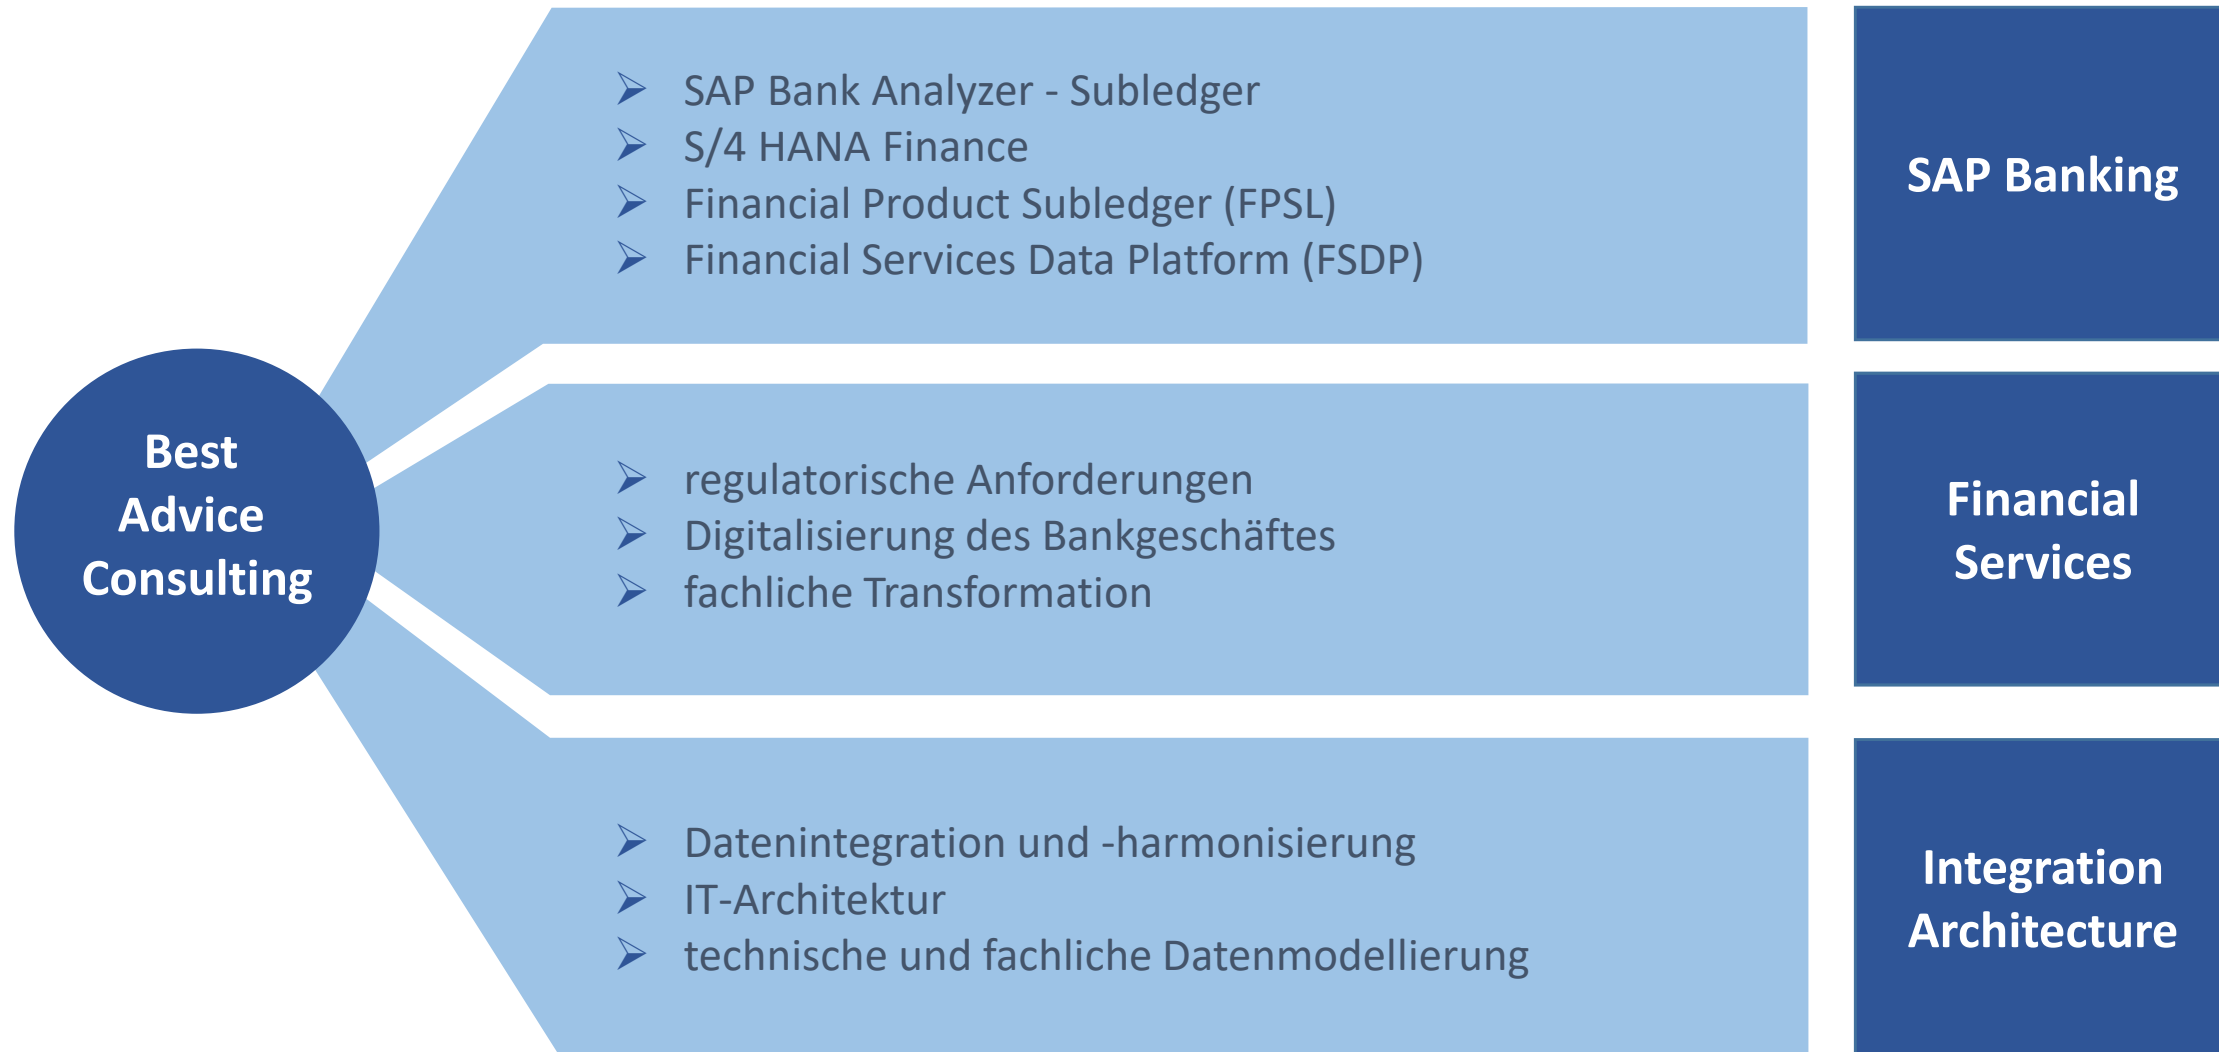 Best
Advice
Consulting
SAP Bank Analyzer - Subledger
S/4 HANA Finance
Financial Product Subledger (FPSL)
Financial Services Data Platform (FSDP)
SAP Banking
regulatorische Anforderungen
Digitalisierung des Bankgeschäftes
fachliche Transformation
Financial
Services
Datenintegration und -harmonisierung
IT-Architektur
technische und fachliche Datenmodellierung
Integration
Architecture